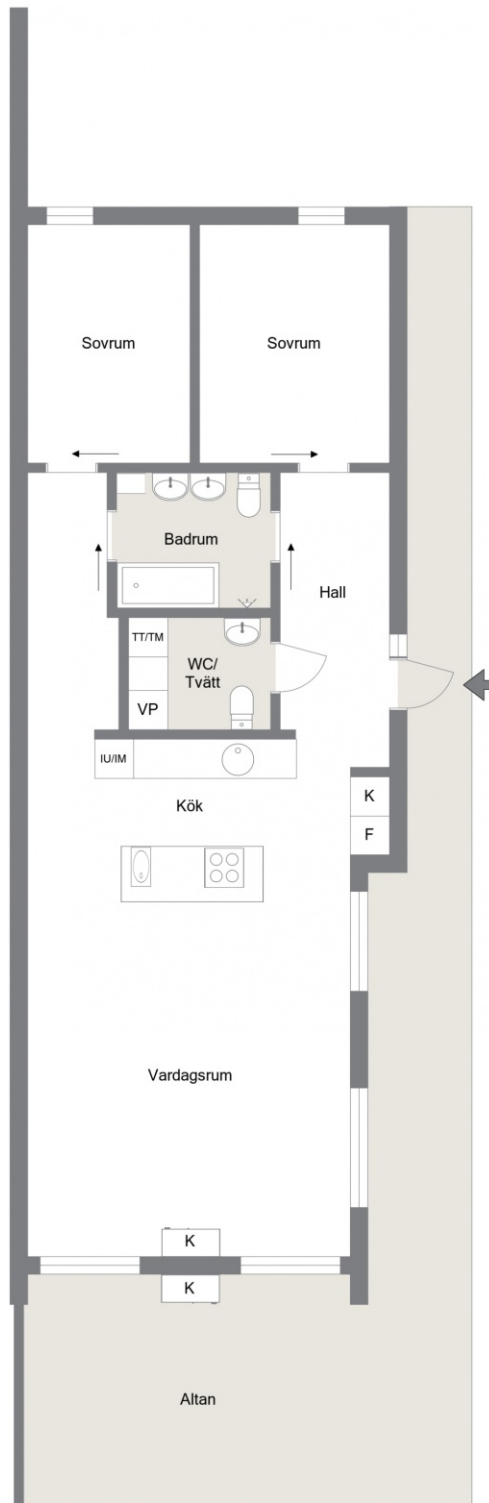 Sovrum
Sovrum
Badrum
Hall
TT/TM
WC/
Tvätt
VP
IU/IM
Kök
K
F
Vardagsrum
K
K
Altan